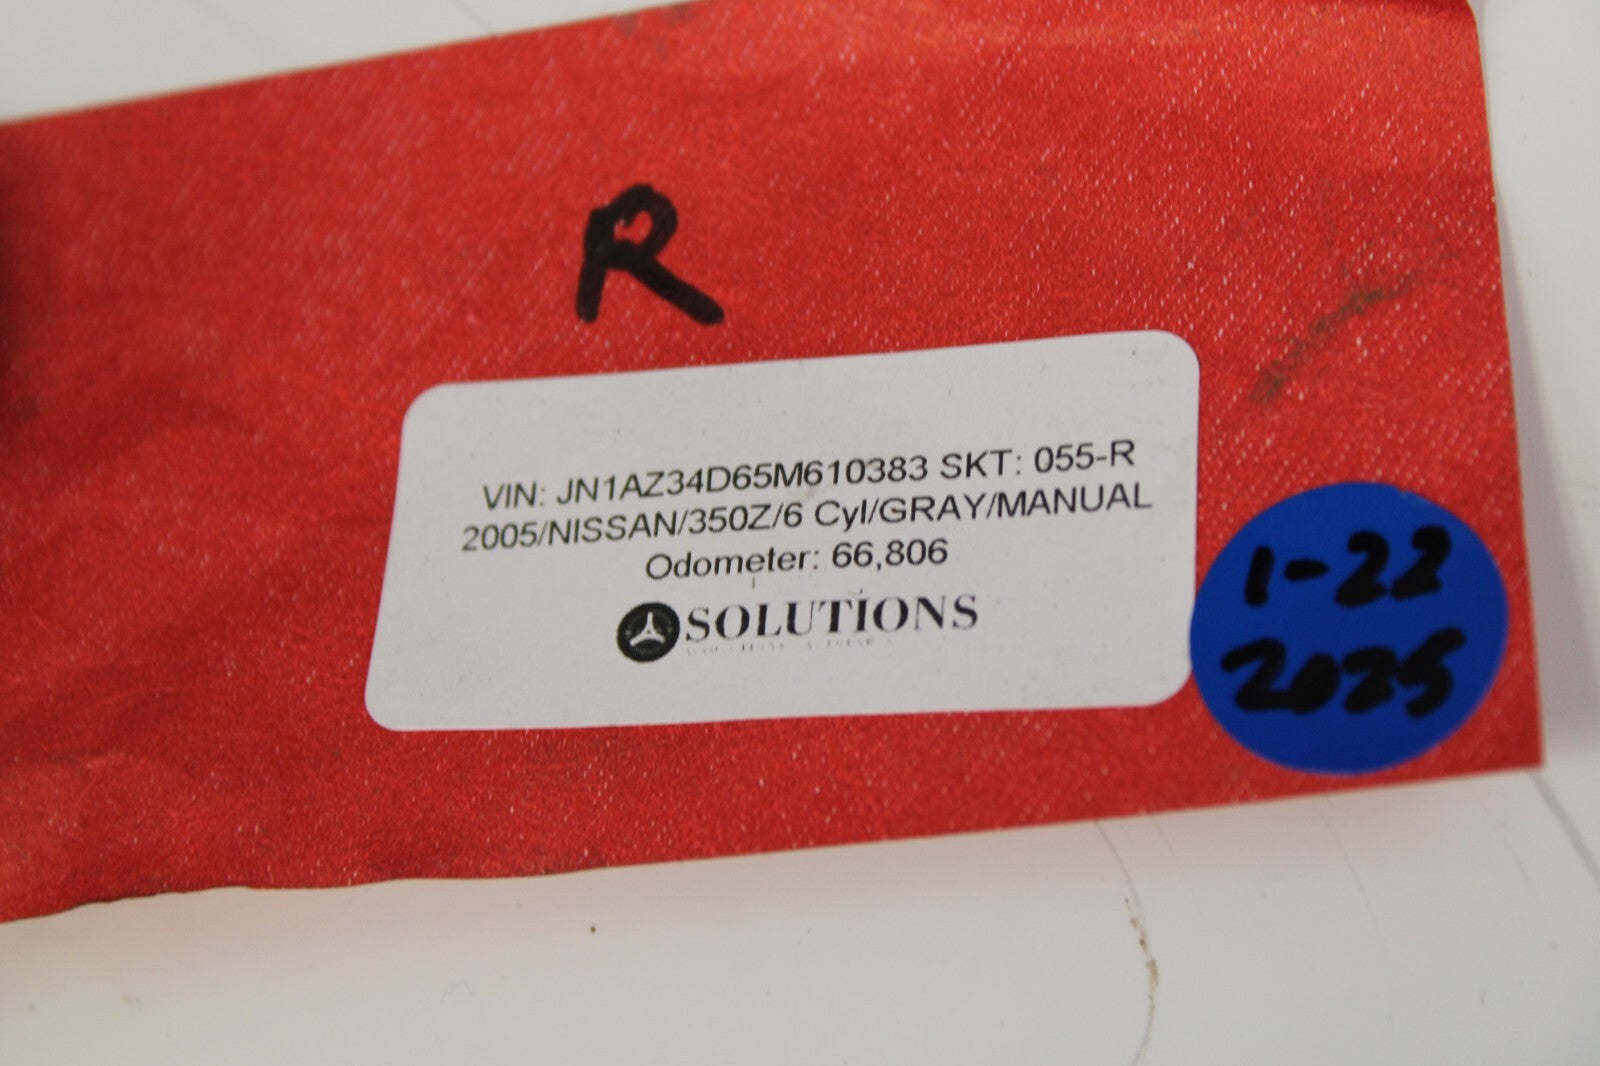 R
VIN: JN1AZ34D65M610383 SKT: 055-R
2005/NISSAN/350Z/6 Cyl/GRAY/MANUAL
Odometer: 66,806
SOLUTIONS
1-22
2025